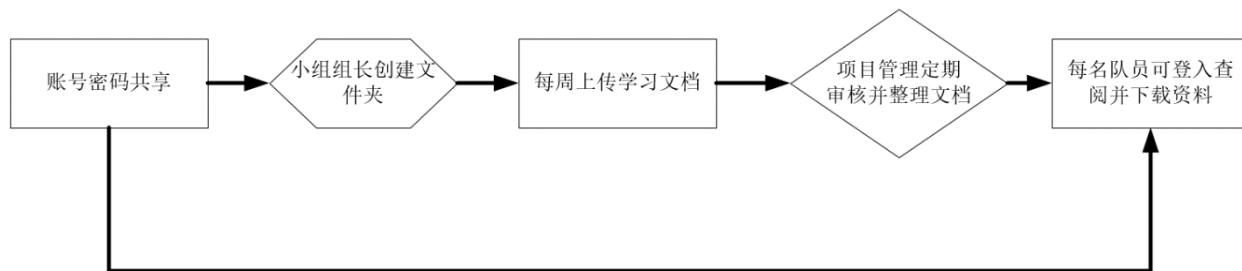 账号密码共享
小组组长创建文
件夹
每周上传学习文档
项目管理定期
审核并整理文档
每名队员可登入查
阅并下载资料